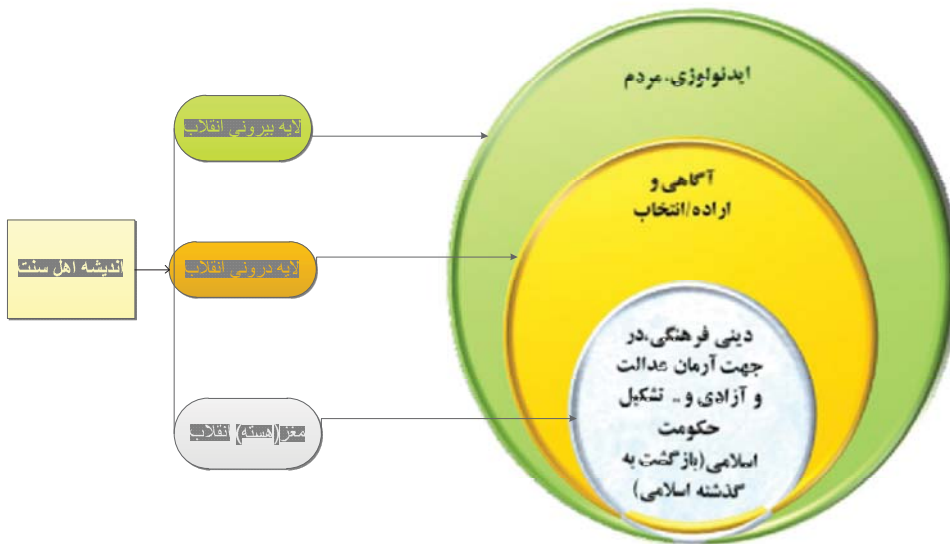 ایدئولوژی، مردم
لایه بیرونی انقلاب
آگاهی و
اراده/انتخاب
اندیشه اهل سنت
لایه درونی انقلاب
دینی فرهنگی،در
جهت آرمان عدالت
و آزادی و .. تشکیل
حکومت
اسلامی(بازگشت به
گذشته اسلامی)
مغز(هسته) انقلاب